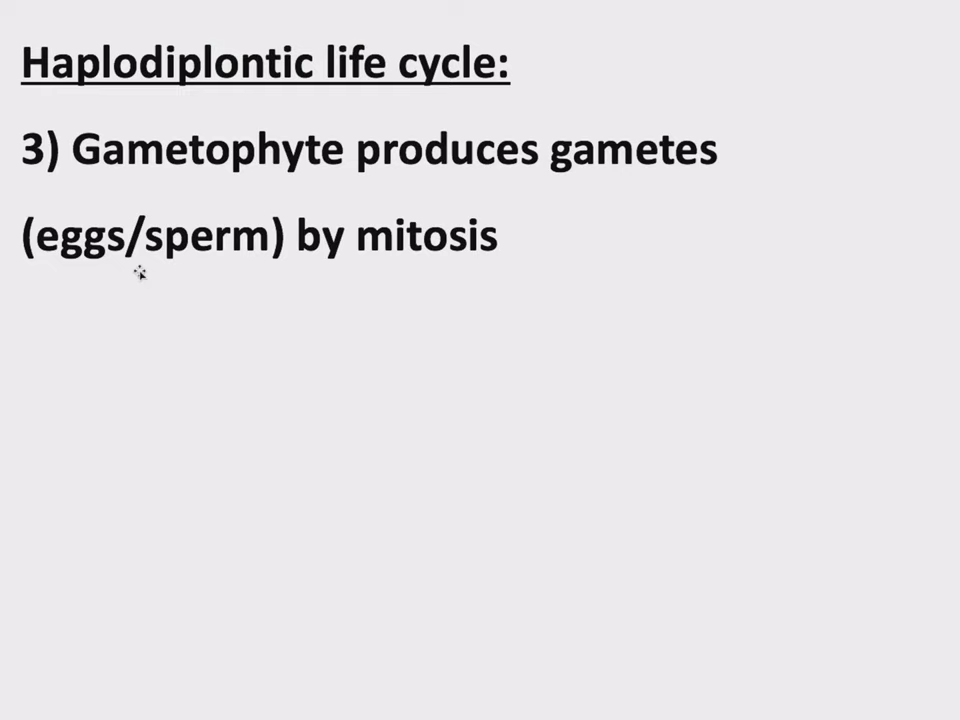 Haplodiplontic life cycle:
3) Gametophyte produces gametes
(eggs/sperm) by mitosis